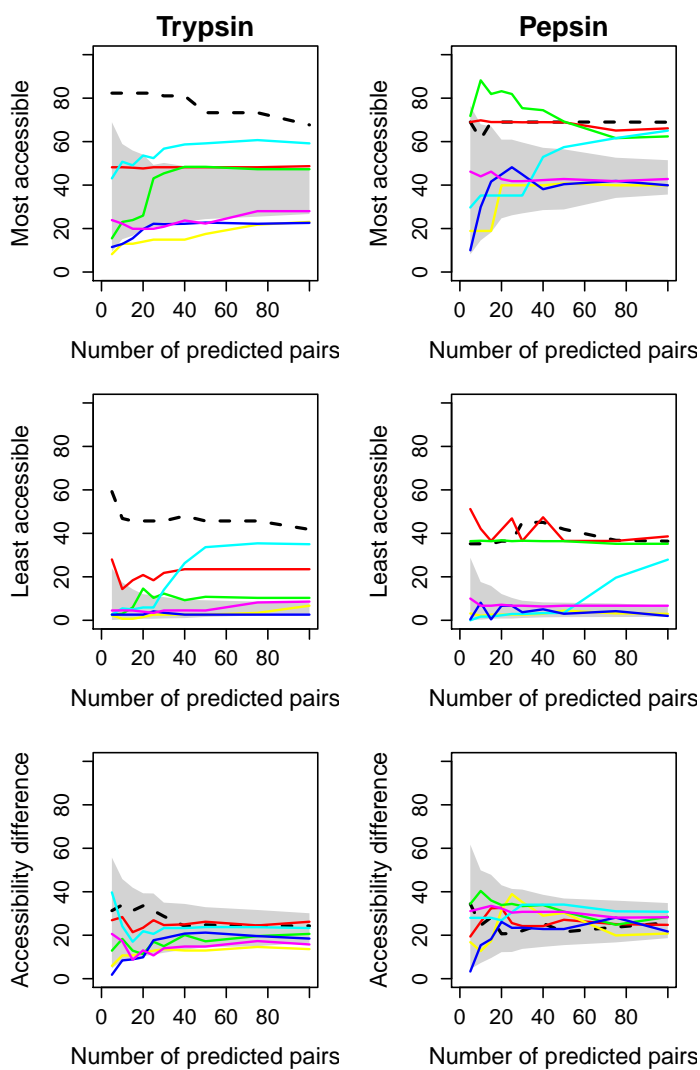 Trypsin
Pepsin
Most accessible
0 20 40 60 80
0 20 40 60 80
Number of predicted pairs
Most accessible
0 20 40 60 80
0 20 40 60 80
Number of predicted pairs
Least accessible
0 20 40 60 80
0 20 40 60 80
Number of predicted pairs
Least accessible
0 20 40 60 80
0 20 40 60 80
Number of predicted pairs
Accessibility difference
0 20 40 60 80
0 20 40 60 80
Number of predicted pairs
Accessibility difference
0 20 40 60 80
0 20 40 60 80
Number of predicted pairs